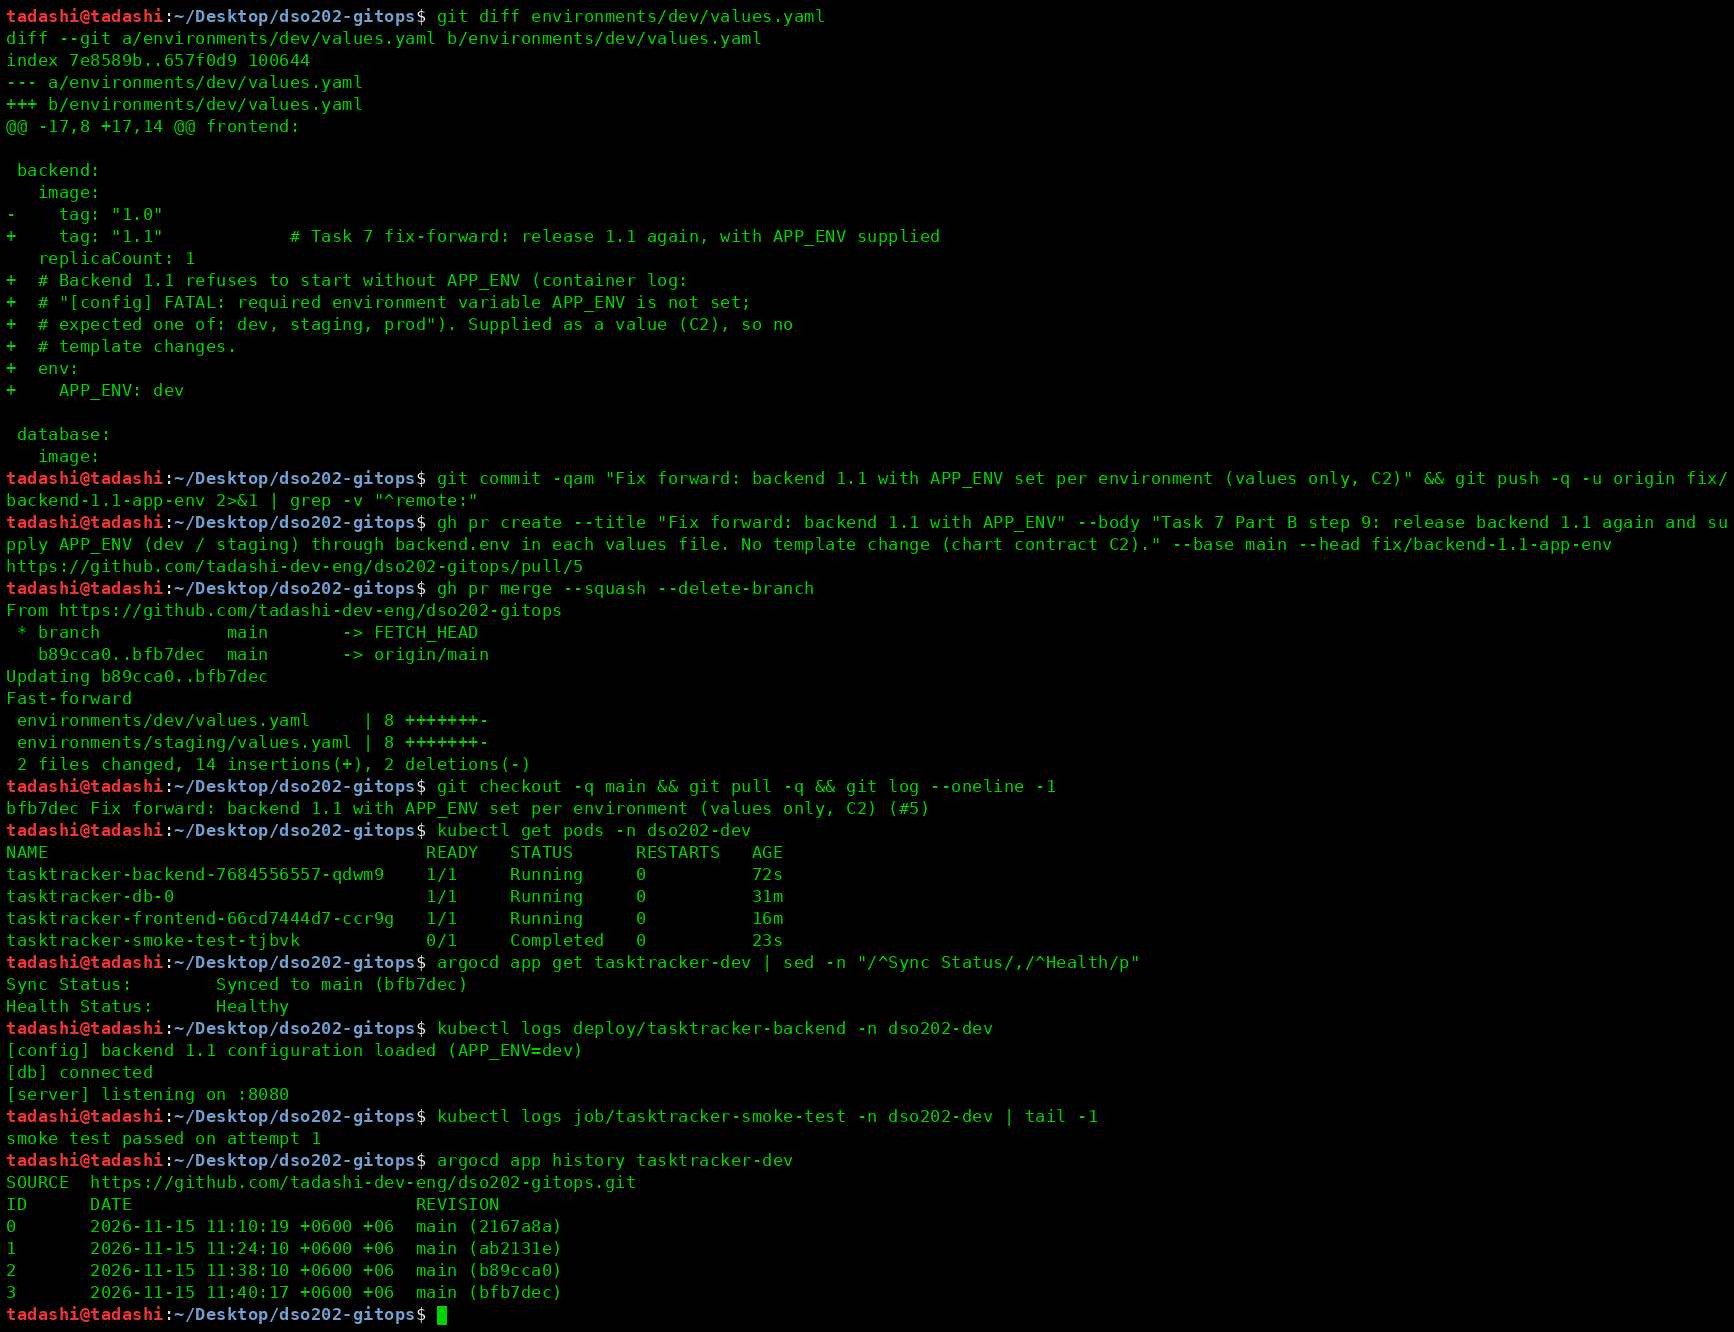 tadashi@tadashi:~/Desktop/dso202-gitops$ git diff environments/dev/values.yaml
diff --git a/environments/dev/values.yaml b/environments/dev/values.yaml
index 7e8589b..657f0d9 100644
--- a/environments/dev/values.yaml
+++ b/environments/dev/values.yaml
@@ -17,8 +17,14 @@ frontend:

 backend:
   image:
-    tag: "1.0"
+    tag: "1.1"            # Task 7 fix-forward: release 1.1 again, with APP_ENV supplied
   replicaCount: 1
+  # Backend 1.1 refuses to start without APP_ENV (container log:
+  # "[config] FATAL: required environment variable APP_ENV is not set;
+  # expected one of: dev, staging, prod"). Supplied as a value (C2), so no
+  # template changes.
+  env:
+    APP_ENV: dev

 database:
   image:
tadashi@tadashi:~/Desktop/dso202-gitops$ git commit -qam "Fix forward: backend 1.1 with APP_ENV set per environment (values only, C2)" && git push -q -u origin fix/
backend-1.1-app-env 2>&1 | grep -v "^remote:"
tadashi@tadashi:~/Desktop/dso202-gitops$ gh pr create --title "Fix forward: backend 1.1 with APP_ENV" --body "Task 7 Part B step 9: release backend 1.1 again and su
pply APP_ENV (dev / staging) through backend.env in each values file. No template change (chart contract C2)." --base main --head fix/backend-1.1-app-env
https://github.com/tadashi-dev-eng/dso202-gitops/pull/5
tadashi@tadashi:~/Desktop/dso202-gitops$ gh pr merge --squash --delete-branch
From https://github.com/tadashi-dev-eng/dso202-gitops
 * branch            main       -> FETCH_HEAD
   b89cca0..bfb7dec  main       -> origin/main
Updating b89cca0..bfb7dec
Fast-forward
 environments/dev/values.yaml     | 8 +++++++-
 environments/staging/values.yaml | 8 +++++++-
 2 files changed, 14 insertions(+), 2 deletions(-)
tadashi@tadashi:~/Desktop/dso202-gitops$ git checkout -q main && git pull -q && git log --oneline -1
bfb7dec Fix forward: backend 1.1 with APP_ENV set per environment (values only, C2) (#5)
tadashi@tadashi:~/Desktop/dso202-gitops$ kubectl get pods -n dso202-dev
NAME                                    READY   STATUS      RESTARTS   AGE
tasktracker-backend-7684556557-qdwm9    1/1     Running     0          72s
tasktracker-db-0                        1/1     Running     0          31m
tasktracker-frontend-66cd7444d7-ccr9g   1/1     Running     0          16m
tasktracker-smoke-test-tjbvk            0/1     Completed   0          23s
tadashi@tadashi:~/Desktop/dso202-gitops$ argocd app get tasktracker-dev | sed -n "/^Sync Status/,/^Health/p"
Sync Status:        Synced to main (bfb7dec)
Health Status:      Healthy
tadashi@tadashi:~/Desktop/dso202-gitops$ kubectl logs deploy/tasktracker-backend -n dso202-dev
[config] backend 1.1 configuration loaded (APP_ENV=dev)
[db] connected
[server] listening on :8080
tadashi@tadashi:~/Desktop/dso202-gitops$ kubectl logs job/tasktracker-smoke-test -n dso202-dev | tail -1
smoke test passed on attempt 1
tadashi@tadashi:~/Desktop/dso202-gitops$ argocd app history tasktracker-dev
SOURCE  https://github.com/tadashi-dev-eng/dso202-gitops.git
ID      DATE                           REVISION
0       2026-11-15 11:10:19 +0600 +06  main (2167a8a)
1       2026-11-15 11:24:10 +0600 +06  main (ab2131e)
2       2026-11-15 11:38:10 +0600 +06  main (b89cca0)
3       2026-11-15 11:40:17 +0600 +06  main (bfb7dec)
tadashi@tadashi:~/Desktop/dso202-gitops$